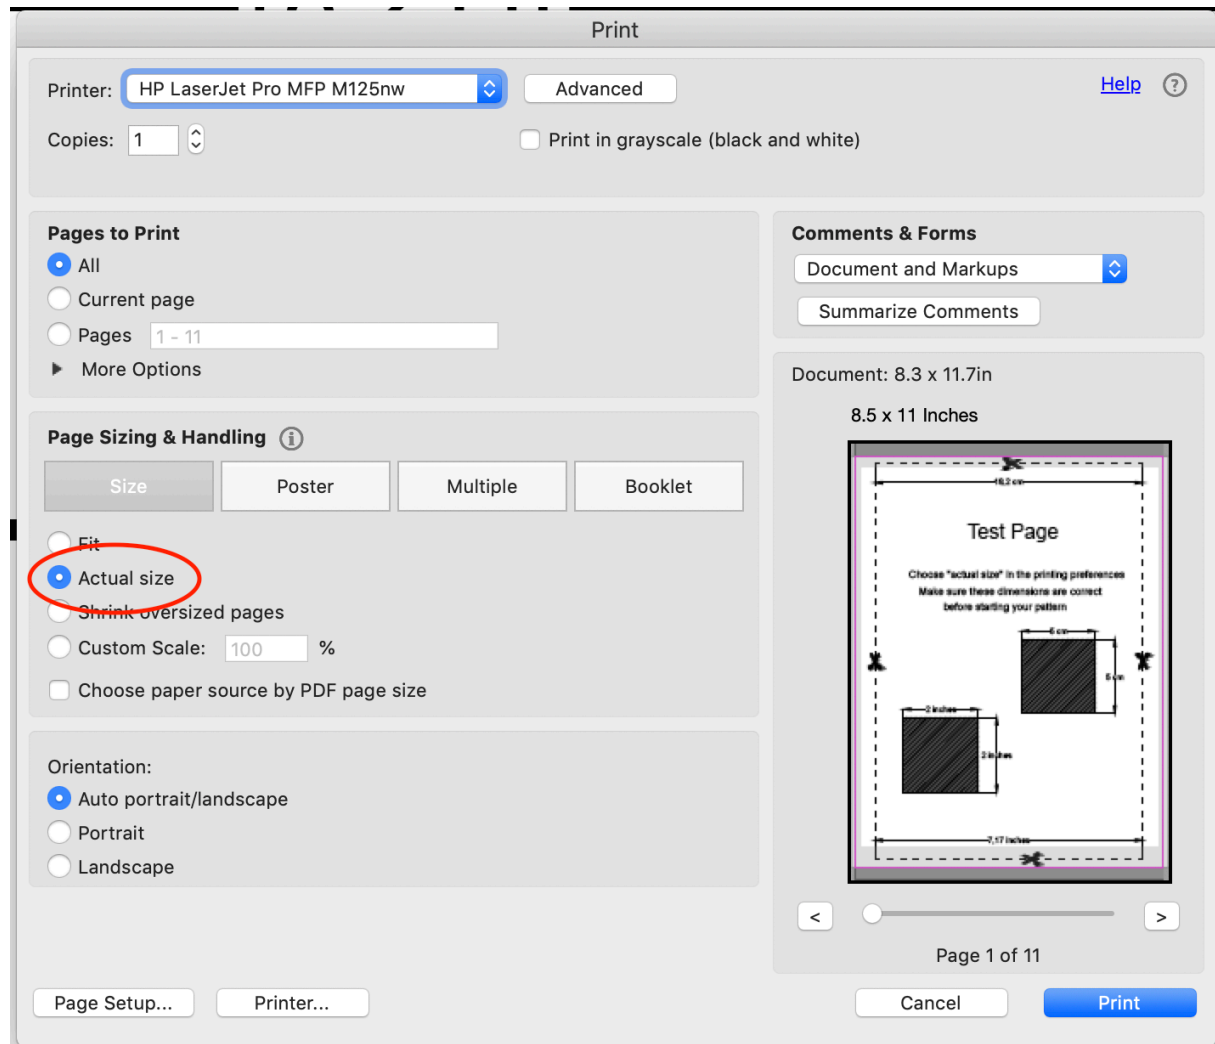 Print
Printer: HP LaserJet Pro MFP M125nw Advanced Help ?
Copies: 1 Print in grayscale (black and white)
Pages to Print
All
Current page
Pages 1 - 11
More Options
Comments & Forms
Document and Markups
Summarize Comments
Page Sizing & Handling i
Size Poster Multiple Booklet
Fit
Actual size
Shrink oversized pages
Custom Scale: 100 %
Choose paper source by PDF page size
Orientation:
Auto portrait/landscape
Portrait
Landscape
Document: 8.3 x 11.7in
8.5 x 11 Inches
18,2 cm
Test Page
Choose "actual size" in the printing preferences
Make sure these dimensions are correct
before starting your pattern
5 cm
5 cm
2 inches
2 inches
7,17 inches
< >
Page 1 of 11
Page Setup... Printer... Cancel Print